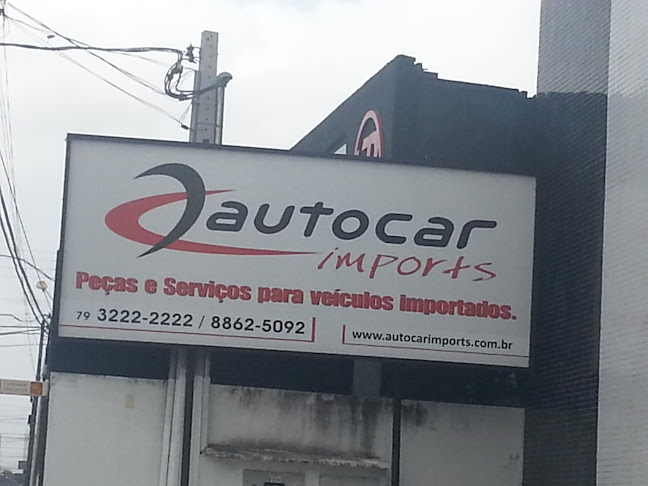 autocar
imports
Peças e Serviços para veículos importados.
79 3222-2222 / 8862-5092
www.autocarimports.com.br